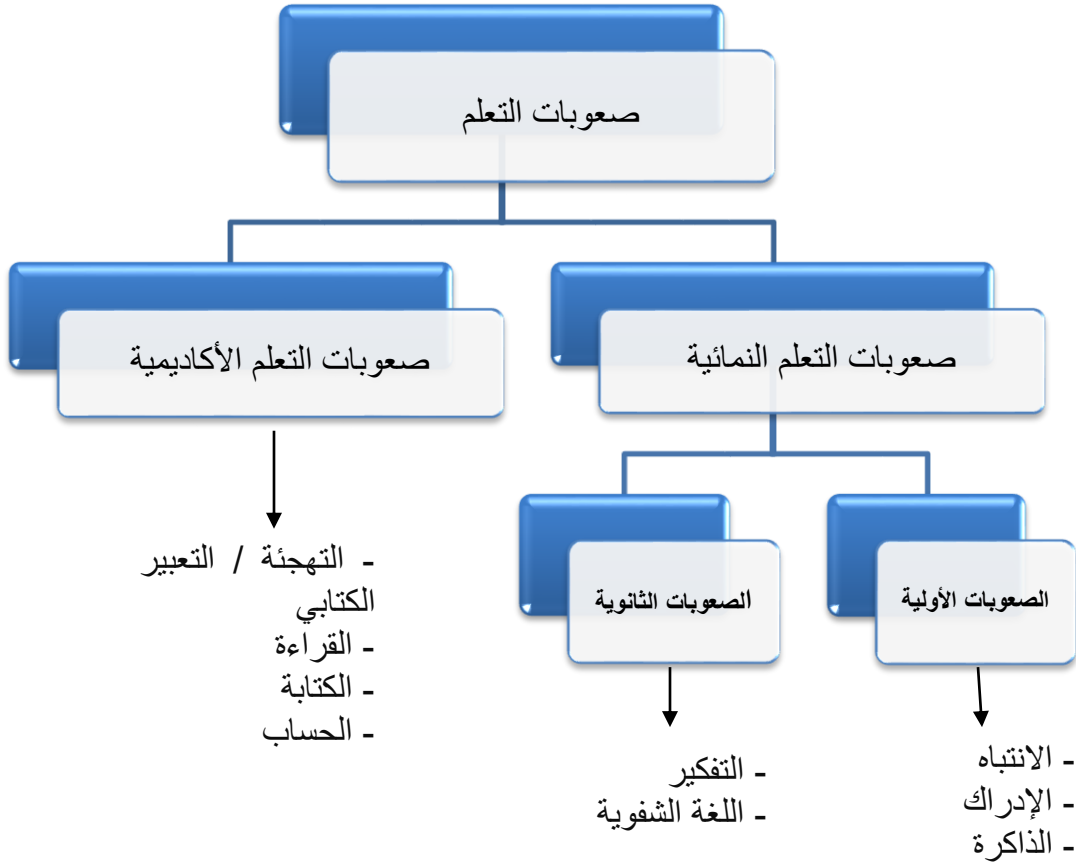 صعوبات التعلم
صعوبات التعلم النمائية
صعوبات التعلم الأكاديمية
الصعوبات الأولية
الصعوبات الثانوية
- الانتباه
- الإدراك
- الذاكرة
- التفكير
- اللغة الشفوية
- التهجئة / التعبير
الكتابي
- القراءة
- الكتابة
- الحساب